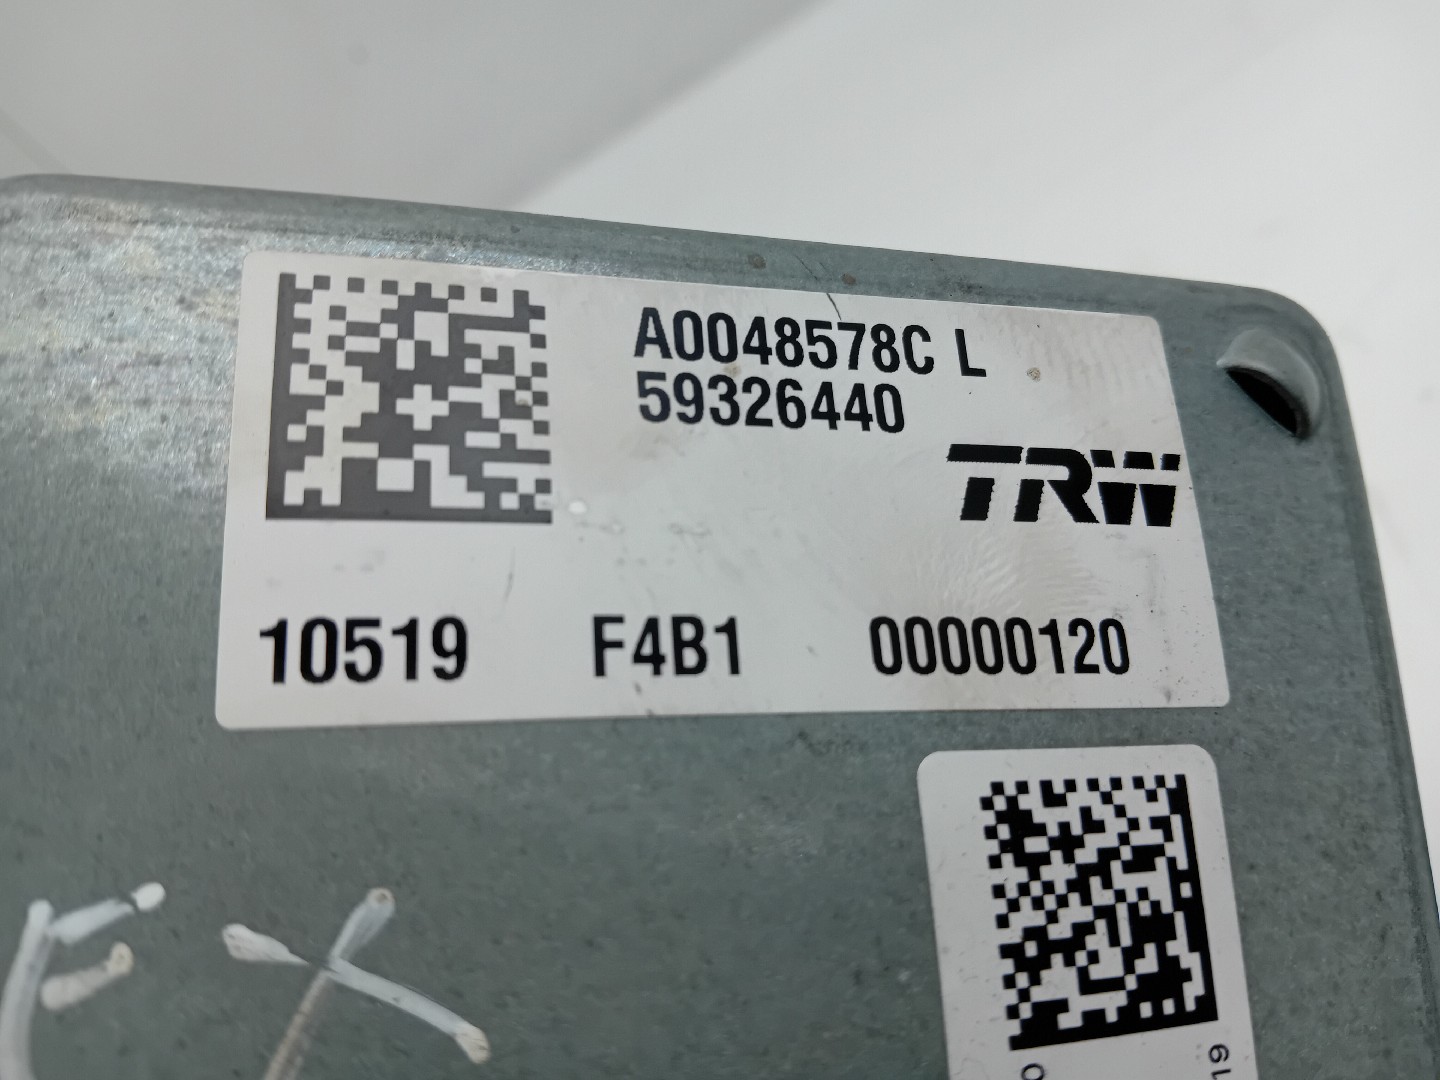 A0048578C L
59326440
TRW
10519 F4B1 00000120